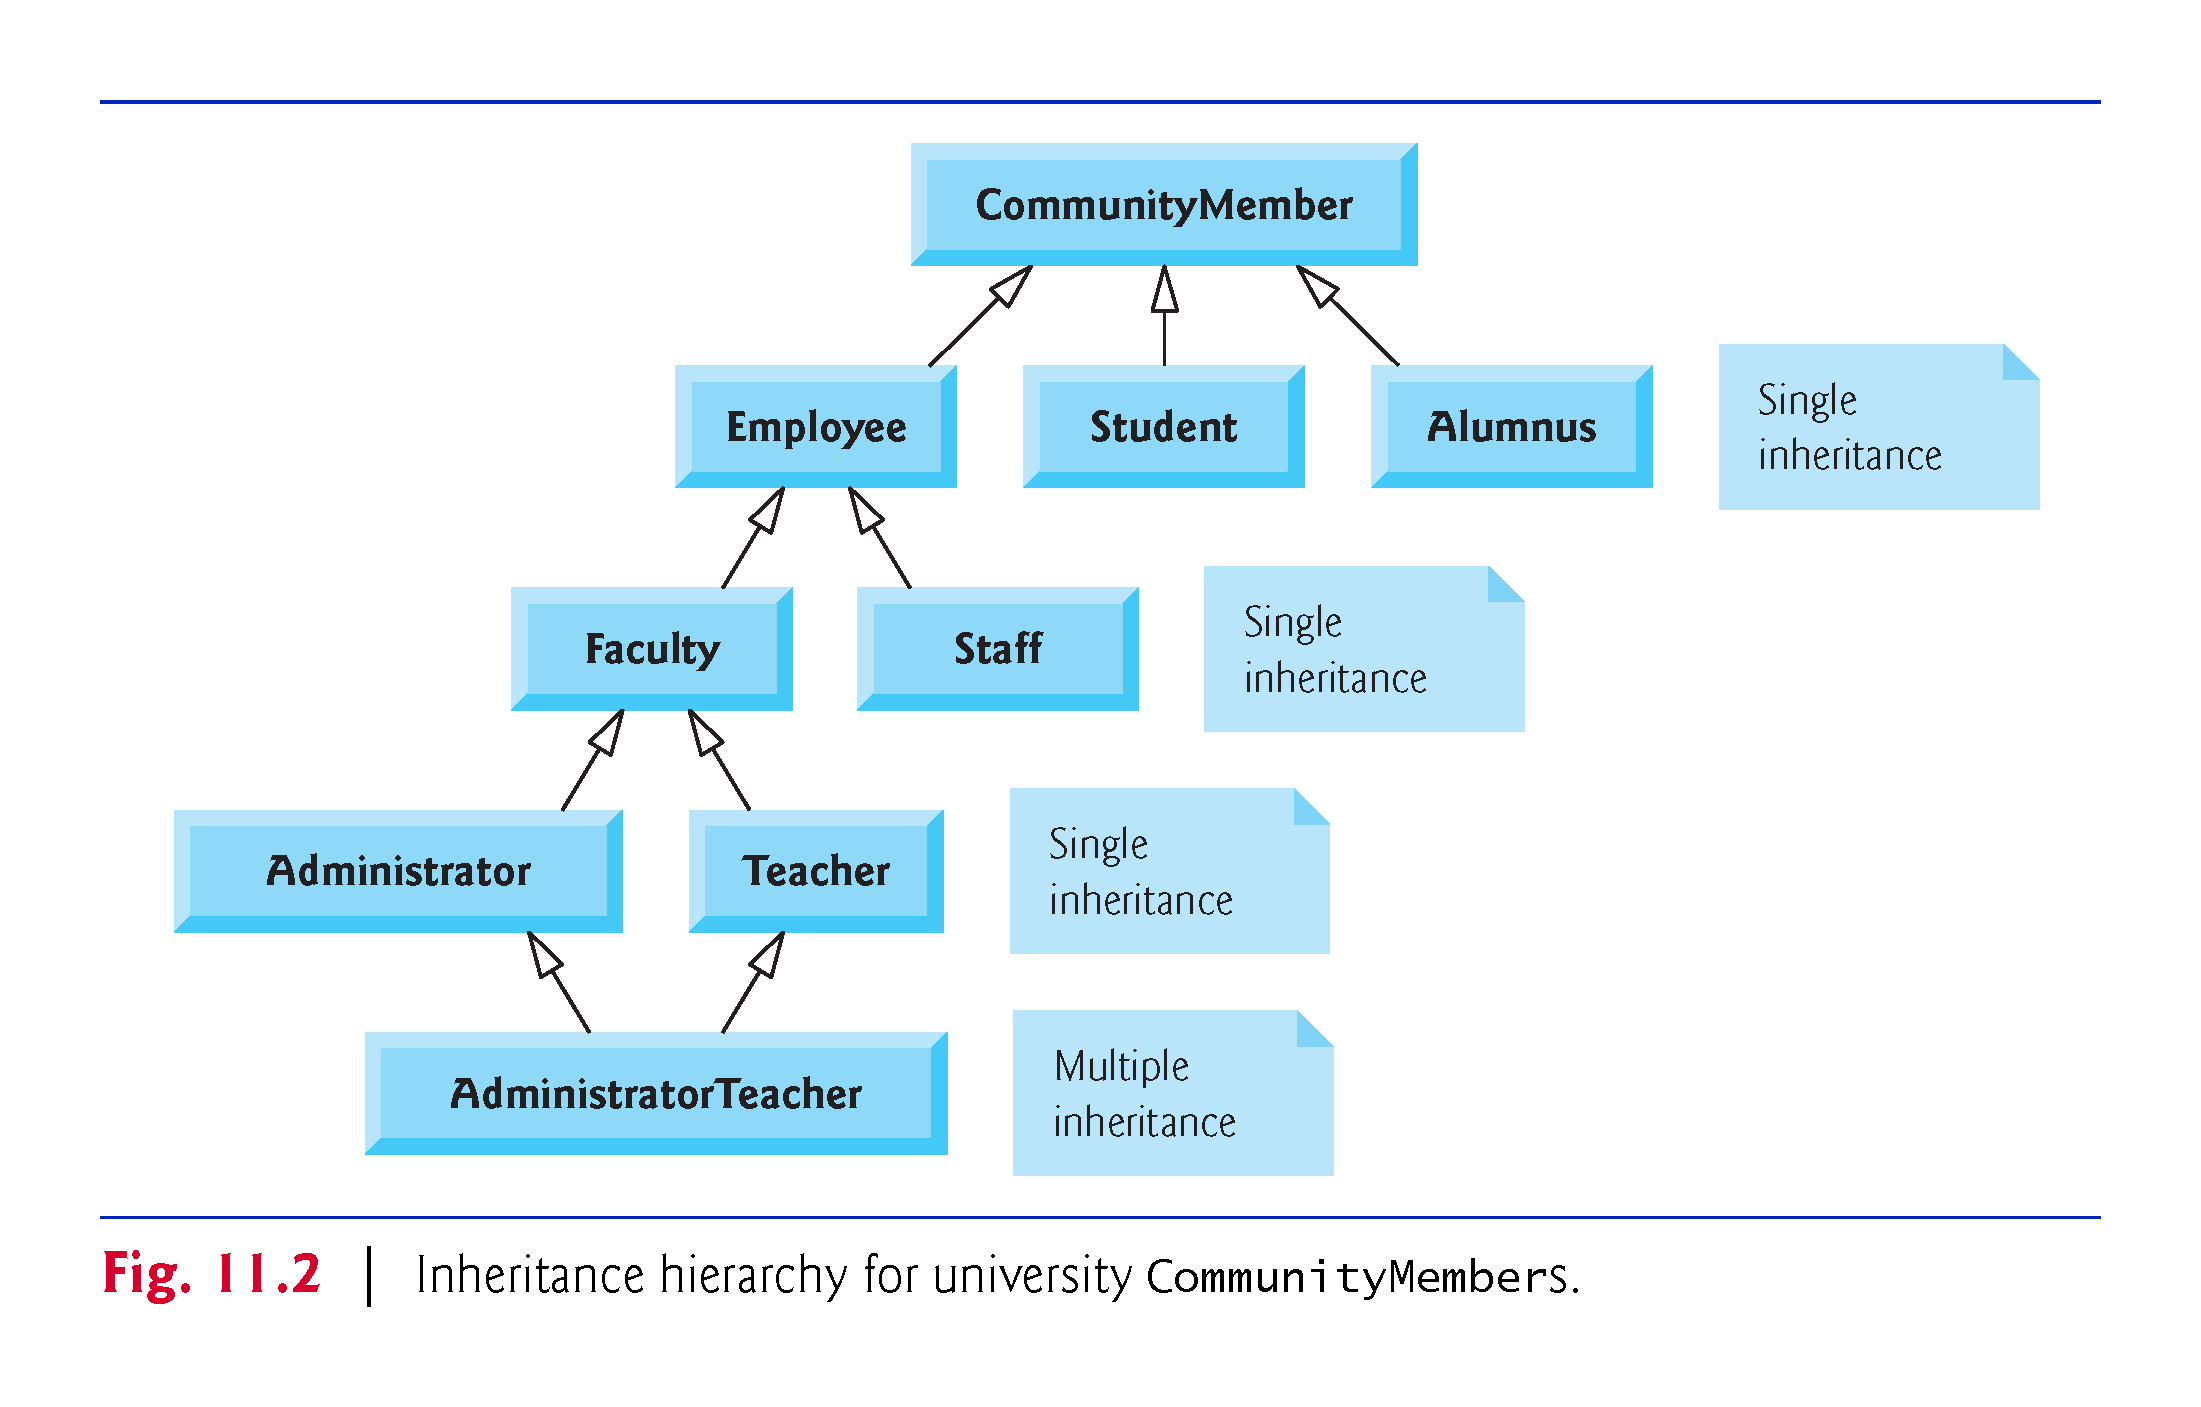 CommunityMember
Employee
Student
Alumnus
Single
inheritance
Faculty
Staff
Single
inheritance
Administrator
Teacher
Single
inheritance
AdministratorTeacher
Multiple
inheritance
Fig. 11.2 | Inheritance hierarchy for university CommunityMembers.